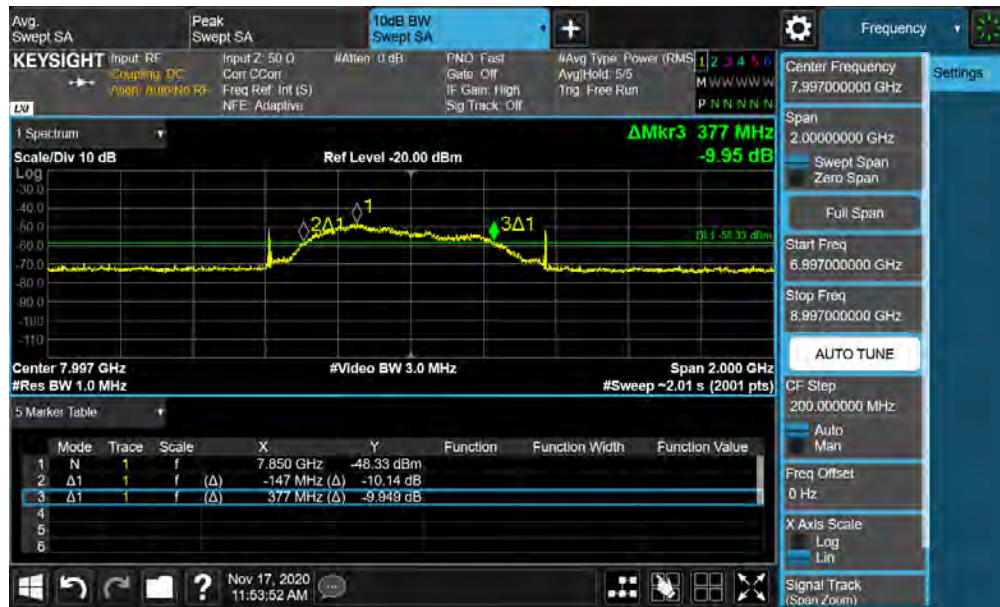 Avg. Peak 10dB BW
Swept SA Swept SA Swept SA
Frequency
KEYSIGHT Input: RF Input Z: 50 Ω #Atten: 0 dB PNO: Fast #Avg Type: Power (RMS 1 2 3 4 5 6
Coupling: DC Corr CCorr Gate: Off Avg|Hold: 5/5 M W W W W W
Align: Auto/No RF Freq Ref: Int (S) IF Gain: High Trig: Free Run
LXI NFE: Adaptive Sig Track: Off P N N N N N
1 Spectrum
ΔMkr3 377 MHz
Scale/Div 10 dB Ref Level -20.00 dBm -9.95 dB
Log
-30.0
-40.0
-50.0
-60.0
-70.0
-80.0
-90.0
-100
-110
1
2Δ1
3Δ1
DL1 -58.33 dBm
Center 7.997 GHz #Video BW 3.0 MHz Span 2.000 GHz
#Res BW 1.0 MHz #Sweep ~2.01 s (2001 pts)
5 Marker Table
Mode Trace Scale X Y Function Function Width Function Value
1 N 1 f 7.850 GHz -48.33 dBm
2 Δ1 1 f (Δ) -147 MHz (Δ) -10.14 dB
3 Δ1 1 f (Δ) 377 MHz (Δ) -9.949 dB
4
5
6
Nov 17, 2020
11:53:52 AM
Center Frequency
7.997000000 GHz
Settings
Span
2.00000000 GHz
Swept Span
Zero Span
Full Span
Start Freq
6.997000000 GHz
Stop Freq
8.997000000 GHz
AUTO TUNE
CF Step
200.000000 MHz
Auto
Man
Freq Offset
0 Hz
X Axis Scale
Log
Lin
Signal Track
(Span Zoom)